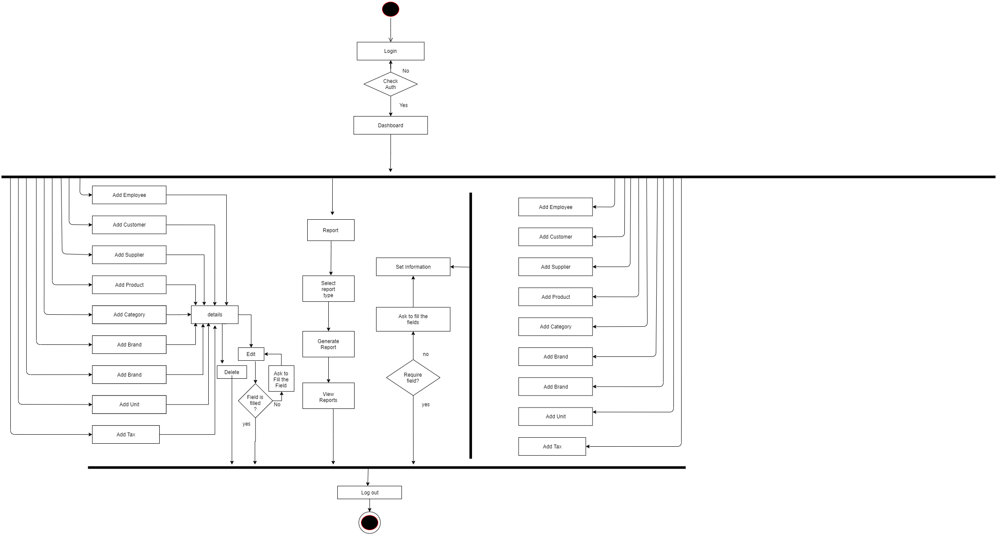 Login
No
Check
Auth
Yes
Dashboard
Add Employee
Add Customer
Add Supplier
Add Product
Add Category
Add Brand
Add Brand
Add Unit
Add Tax
details
Delete
Edit
Ask to
Fill the
Field
Field is
filled
?
No
yes
Report
Select
report
type
Generate
Report
View
Reports
Set Information
Ask to fill the
fields
no
Require
field?
yes
Add Employee
Add Customer
Add Supplier
Add Product
Add Category
Add Brand
Add Brand
Add Unit
Add Tax
Log out